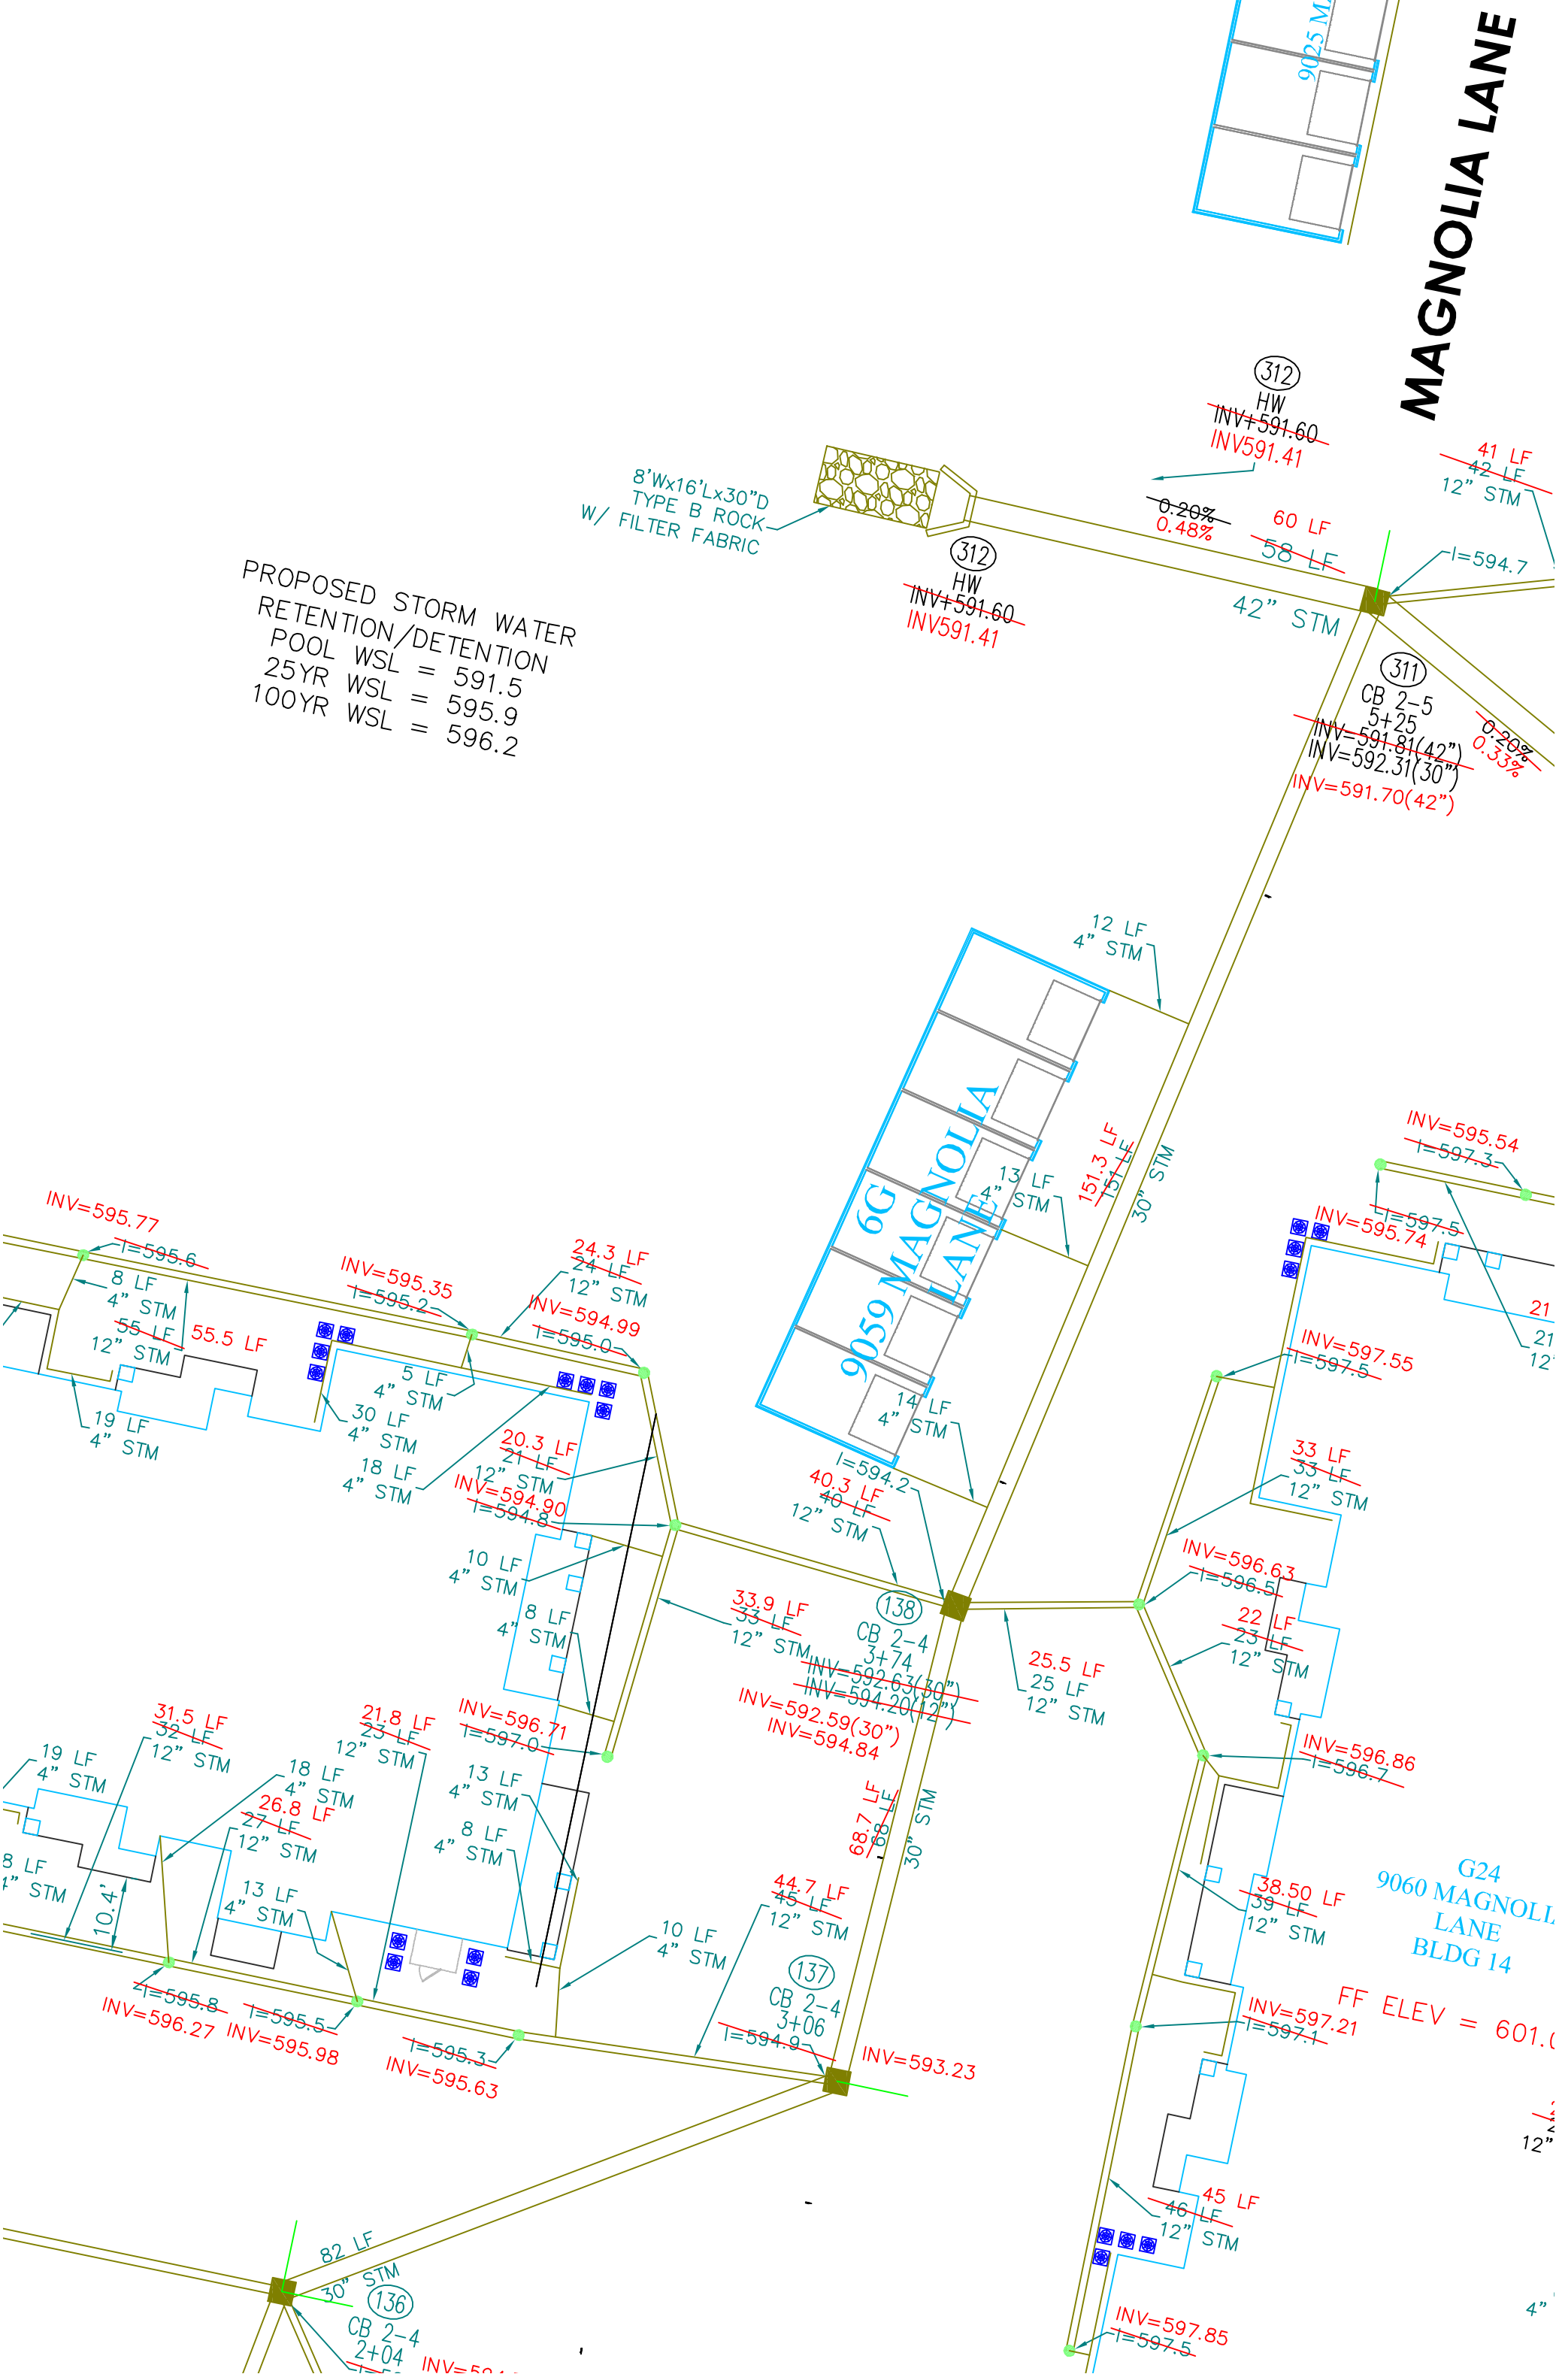 9025
MAGNOLIA LANE
312
HW
INV+591.60
INV591.41
41 LF
42 LF
12" STM
8'Wx16'Lx30"D
TYPE B ROCK
W/ FILTER FABRIC
0.20%
0.48%
60 LF
58 LF
42" STM
I=594.7
312
HW
INV+591.60
INV591.41
PROPOSED STORM WATER
RETENTION/DETENTION
POOL WSL = 591.5
25YR WSL = 595.9
100YR WSL = 596.2
311
CB 2-5
5+25
INV=591.81(42")
INV=592.31(30")
INV=591.70(42")
0.20%
0.33%
12 LF
4" STM
151.3 LF
151 LF
30" STM
13 LF
4" STM
6G
9059 MAGNOLIA
LANE
14 LF
4" STM
INV=595.54
I=597.3
I=597.5
INV=595.74
21
21
12"
INV=595.77
I=595.6
8 LF
4" STM
55 LF
12" STM
55.5 LF
19 LF
4" STM
INV=595.35
I=595.2
24.3 LF
24 LF
12" STM
INV=594.99
I=595.0
5 LF
4" STM
30 LF
4" STM
18 LF
4" STM
20.3 LF
21 LF
12" STM
INV=594.90
I=594.8
I=594.2
40.3 LF
40 LF
12" STM
INV=597.55
I=597.5
33 LF
33 LF
12" STM
10 LF
4" STM
8 LF
4" STM
33.9 LF
33 LF
12" STM
138
CB 2-4
3+74
INV=592.63(30")
INV=594.20(12")
INV=592.59(30")
INV=594.84
25.5 LF
25 LF
12" STM
INV=596.63
I=596.5
22 LF
23 LF
12" STM
INV=596.71
I=597.0
INV=596.86
I=596.7
31.5 LF
32 LF
12" STM
21.8 LF
23 LF
12" STM
19 LF
4" STM
18 LF
4" STM
26.8 LF
27 LF
12" STM
13 LF
4" STM
8 LF
4" STM
13 LF
4" STM
8 LF
4" STM
10.4'
68.7 LF
68 LF
30" STM
44.7 LF
45 LF
12" STM
10 LF
4" STM
38.50 LF
39 LF
12" STM
G24
9060 MAGNOLI
LANE
BLDG 14
FF ELEV = 601.0
I=595.8
INV=596.27
I=595.5
INV=595.98
I=595.3
INV=595.63
137
CB 2-4
3+06
I=594.9
INV=593.23
INV=597.21
I=597.1
12"
45 LF
46 LF
12" STM
82 LF
30" STM
136
CB 2-4
2+04
INV=597.85
I=597.5
4"